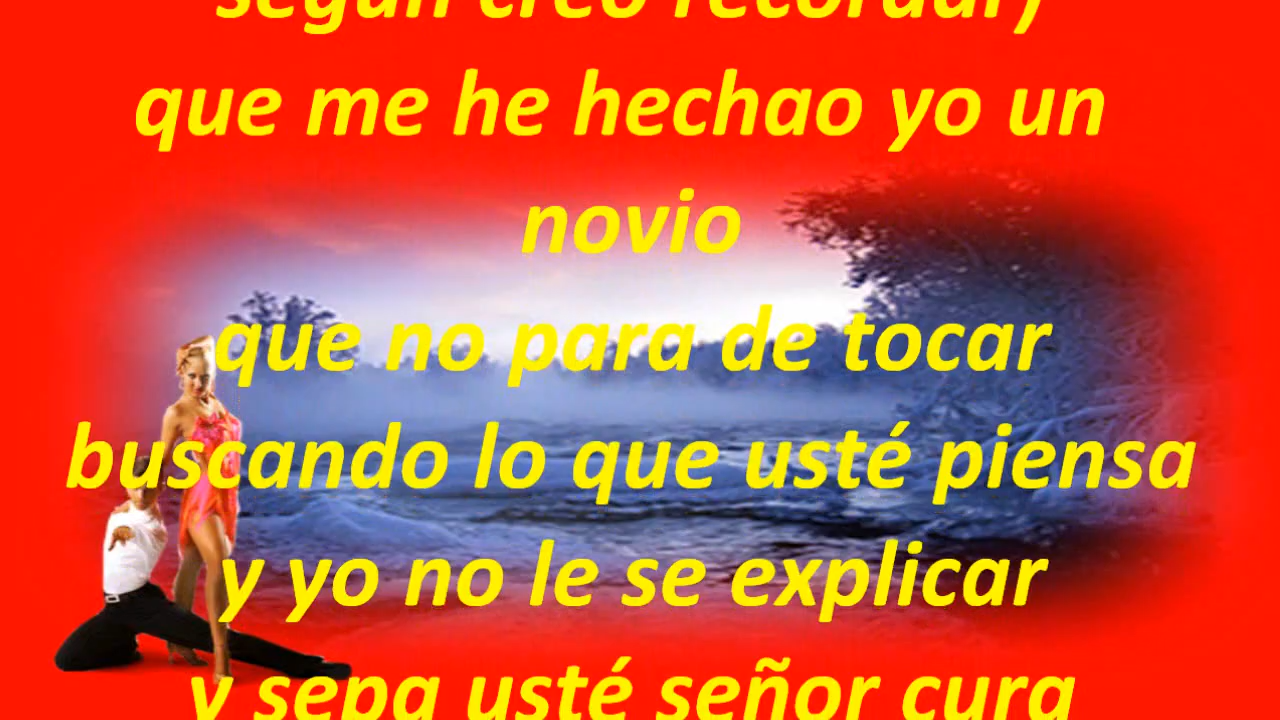 según creo recordar)
que me he hechao yo un
novio
que no para de tocar
buscando lo que usté piensa
y yo no le se explicar
y sepa usté señor cura